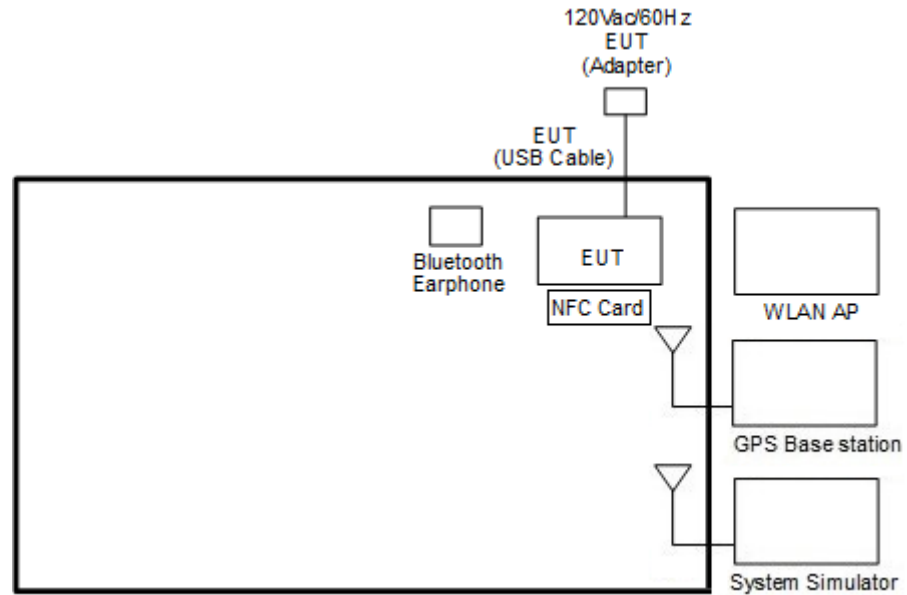 120Vac/60Hz
EUT
(Adapter)
EUT
(USB Cable)
Bluetooth
Earphone
EUT
NFC Card
WLAN AP
GPS Base station
System Simulator